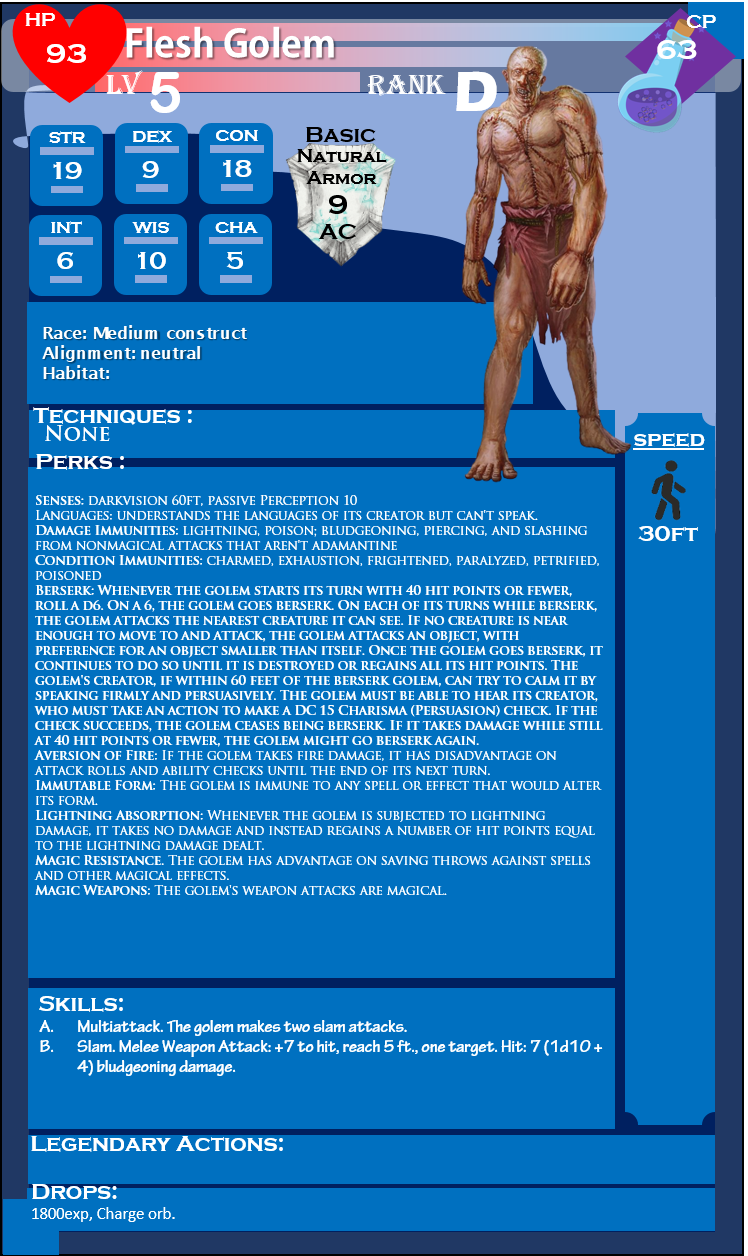 HP
93
Flesh Golem
CP
63
LV 5
RANK D
STR
19
DEX
9
CON
18
INT
6
WIS
10
CHA
5
Basic
Natural
Armor
9
AC
Race: Medium construct
Alignment: neutral
Habitat:
Techniques :
None
Perks :
Senses: darkvision 60ft, passive Perception 10
Languages: understands the languages of its creator but can't speak.
Damage Immunities: lightning, poison; bludgeoning, piercing, and slashing
from nonmagical attacks that aren't adamantine
Condition Immunities: charmed, exhaustion, frightened, paralyzed, petrified,
poisoned
Berserk: Whenever the golem starts its turn with 40 hit points or fewer,
roll a d6. On a 6, the golem goes berserk. On each of its turns while berserk,
the golem attacks the nearest creature it can see. If no creature is near
enough to move to and attack, the golem attacks an object, with
preference for an object smaller than itself. Once the golem goes berserk, it
continues to do so until it is destroyed or regains all its hit points. The
golem's creator, if within 60 feet of the berserk golem, can try to calm it by
speaking firmly and persuasively. The golem must be able to hear its creator,
who must take an action to make a DC 15 Charisma (Persuasion) check. If the
check succeeds, the golem ceases being berserk. If it takes damage while still
at 40 hit points or fewer, the golem might go berserk again.
Aversion of Fire: If the golem takes fire damage, it has disadvantage on
attack rolls and ability checks until the end of its next turn.
Immutable Form: The golem is immune to any spell or effect that would alter
its form.
Lightning Absorption: Whenever the golem is subjected to lightning
damage, it takes no damage and instead regains a number of hit points equal
to the lightning damage dealt.
Magic Resistance. The golem has advantage on saving throws against spells
and other magical effects.
Magic Weapons: The golem's weapon attacks are magical.
SPEED
30FT
Skills:
A. Multiattack. The golem makes two slam attacks.
B. Slam. Melee Weapon Attack: +7 to hit, reach 5 ft., one target. Hit: 7 (1d10 +
4) bludgeoning damage.
Legendary Actions:
Drops:
1800exp, Charge orb.